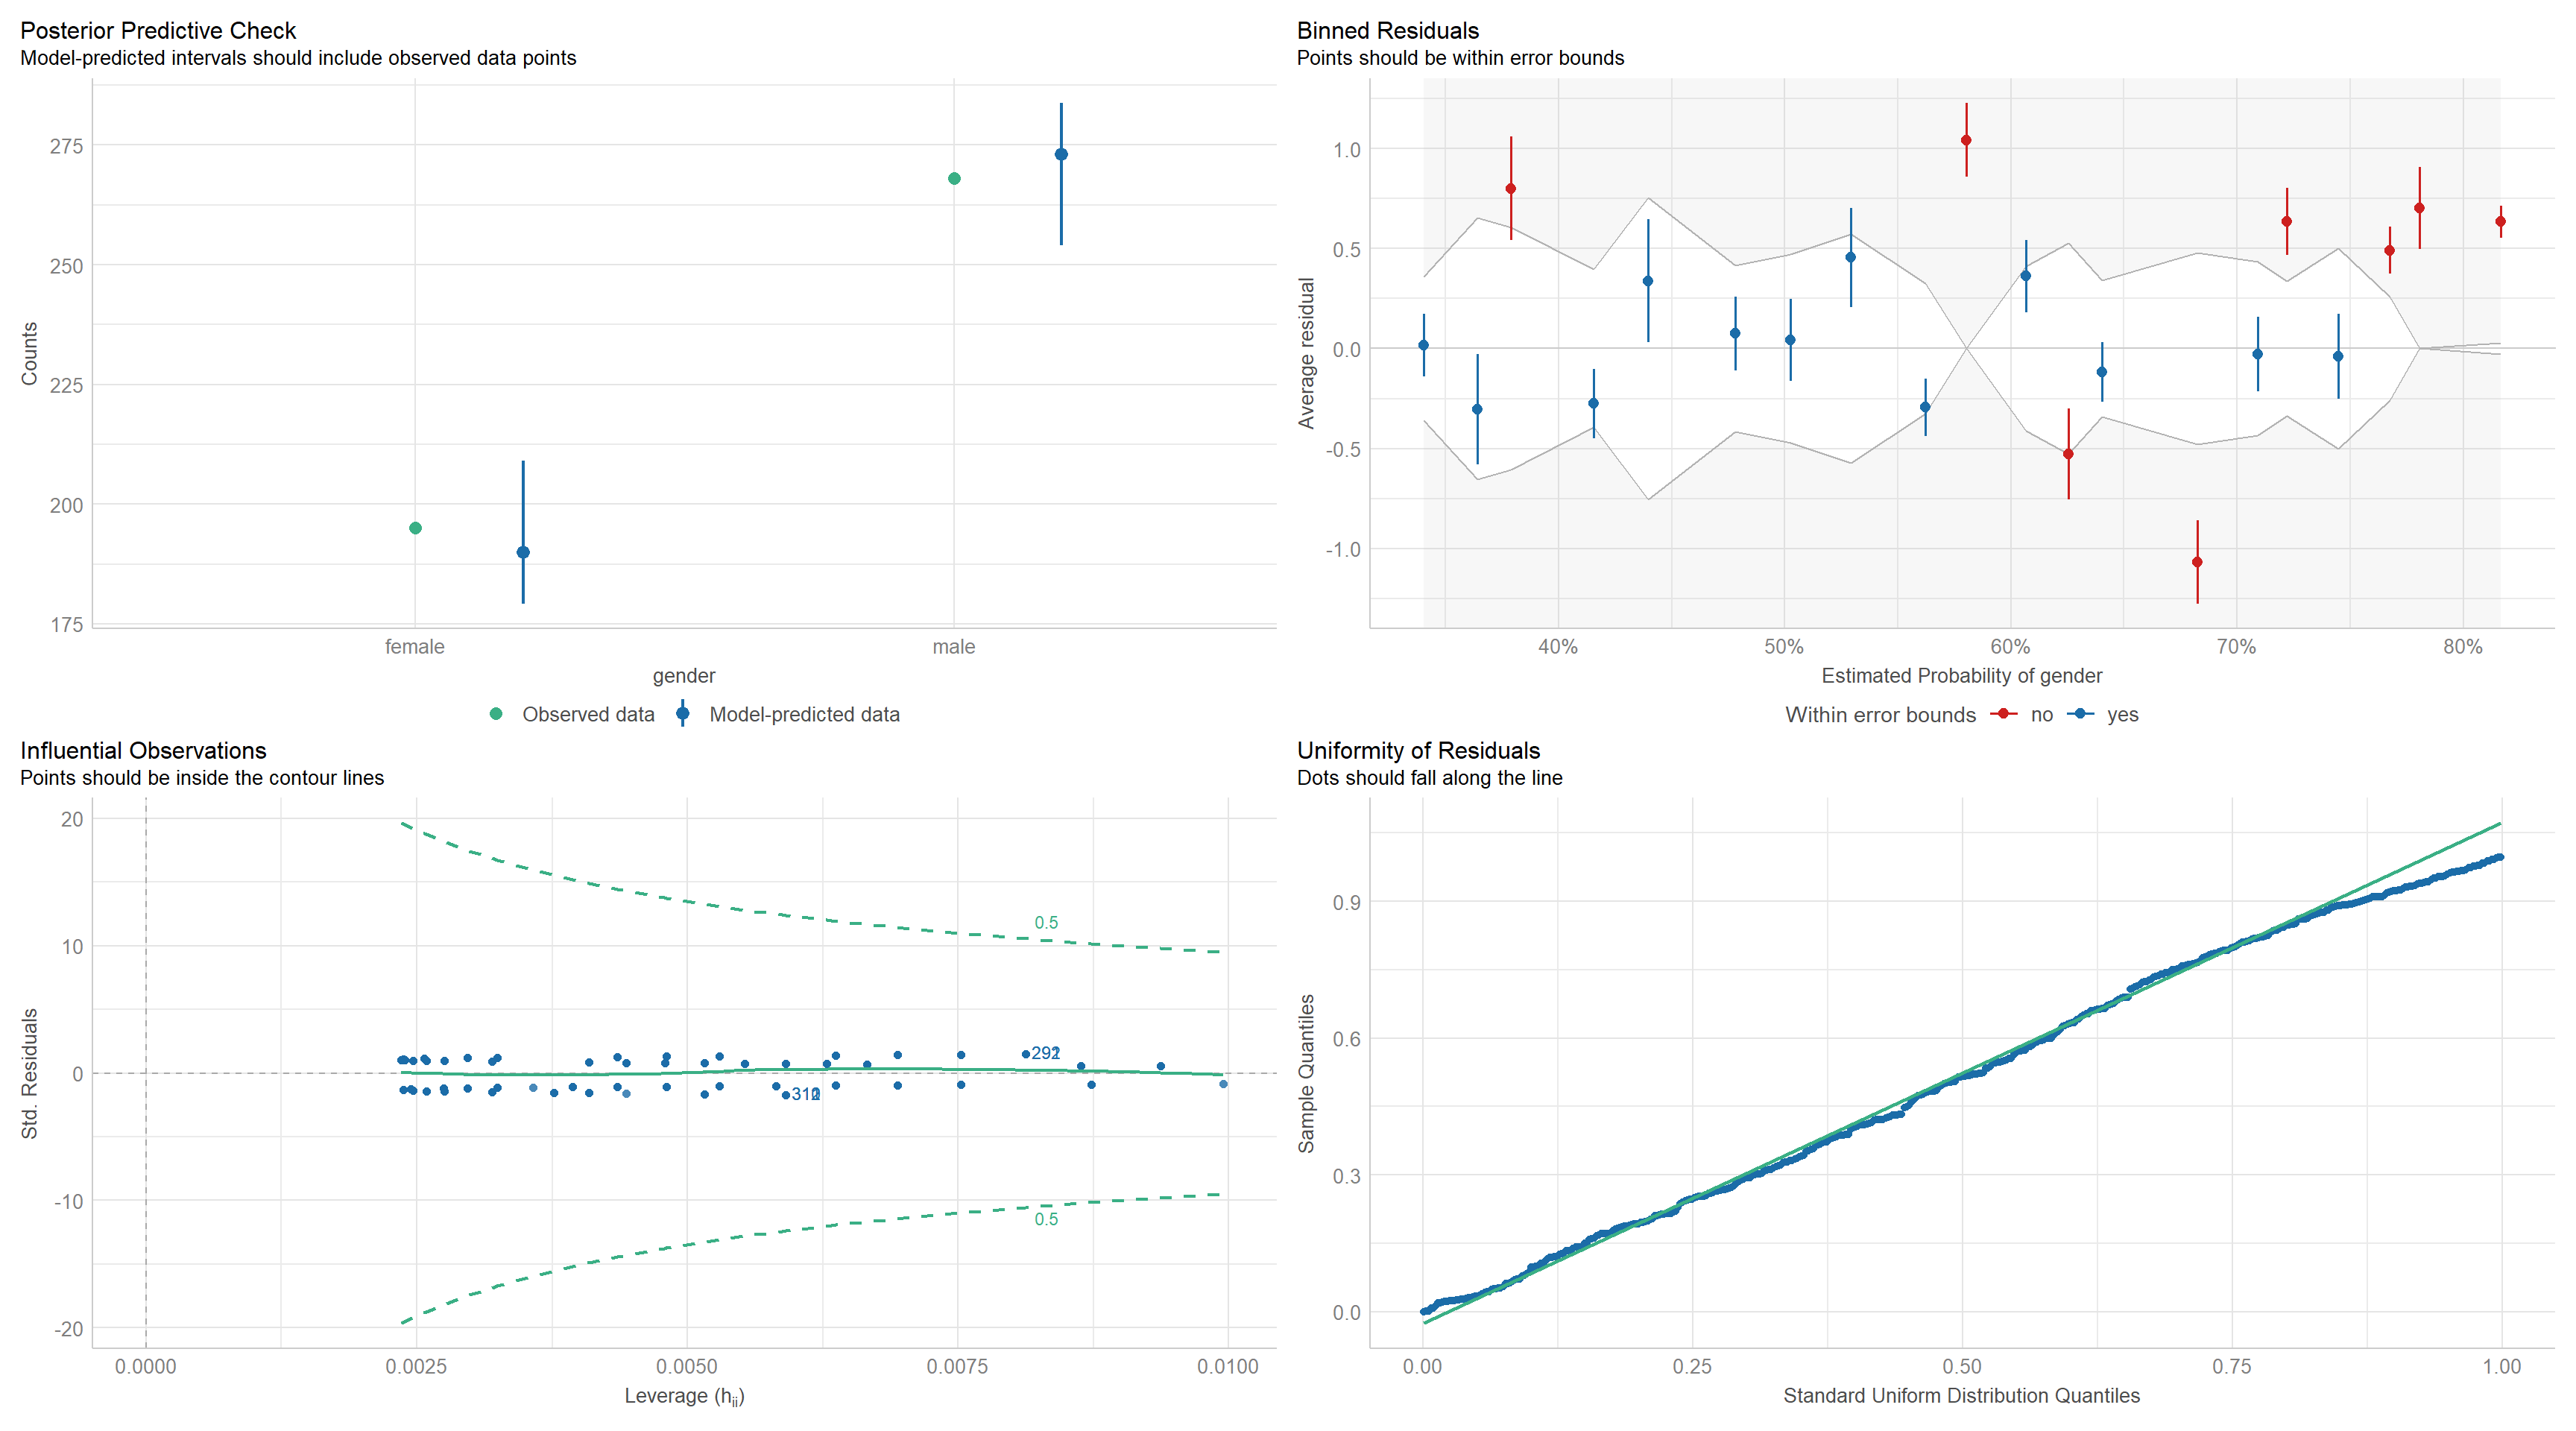 Posterior Predictive Check
Model-predicted intervals should include observed data points
Counts
275
250
225
200
175
female
male
gender
Observed data
Model-predicted data
Binned Residuals
Points should be within error bounds
Average residual
1.0
0.5
0.0
-0.5
-1.0
40%
50%
60%
70%
80%
Estimated Probability of gender
Within error bounds
no
yes
Influential Observations
Points should be inside the contour lines
Std. Residuals
20
10
0
-10
-20
0.5
0.5
0.0000
0.0025
0.0050
0.0075
0.0100
Leverage (hii)
Uniformity of Residuals
Dots should fall along the line
Sample Quantiles
0.9
0.6
0.3
0.0
0.00
0.25
0.50
0.75
1.00
Standard Uniform Distribution Quantiles